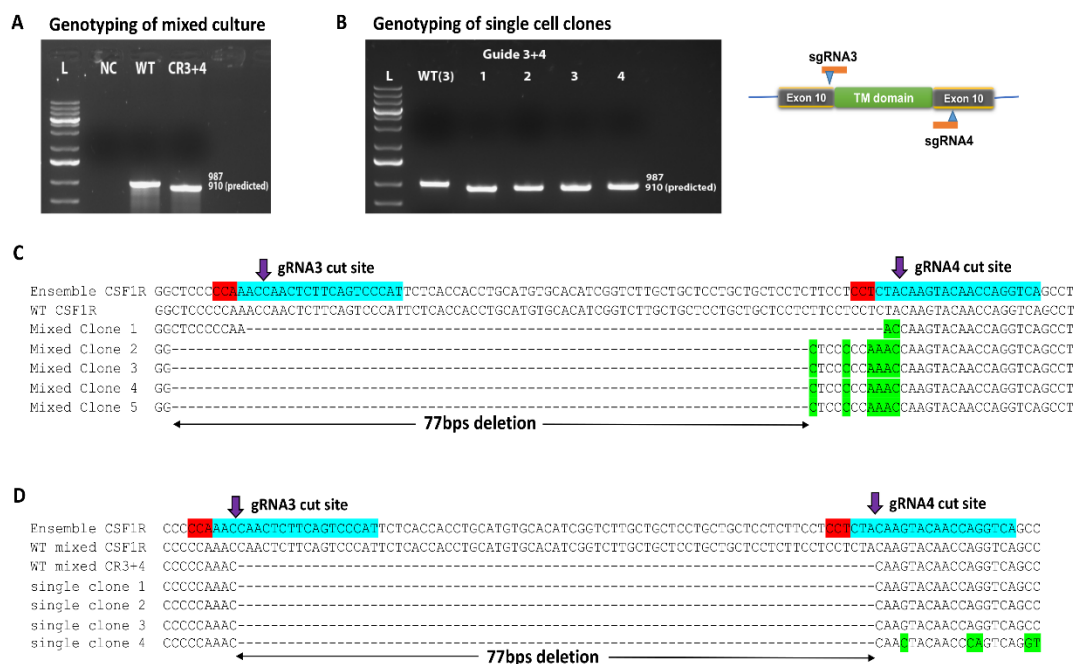 A Genotyping of mixed culture
L NC WT CR3+4
987
910 (predicted)
B Genotyping of single cell clones
Guide 3+4
L WT(3) 1 2 3 4
987
910 (predicted)
sgRNA3
Exon 10 TM domain Exon 10
sgRNA4
C
gRNA3 cut site gRNA4 cut site
Ensemble CSF1R GGCTCCCCCAAACCAACTCTTCAGTCCCATTCTCACCACCTGCATGTGCACATCGGTCTTGCTGCTCCTGCTGCTCCTCTTCCTCCTCTACAAGTACAACCAGGTCAGCCT
WT CSF1R GGCTCCCCCAAACCAACTCTTCAGTCCCATTCTCACCACCTGCATGTGCACATCGGTCTTGCTGCTCCTGCTGCTCCTCTTCCTCCTCTACAAGTACAACCAGGTCAGCCT
Mixed Clone 1 GGCTCCCCCAA-----------------------------------------------------------------------------ACCAAGTACAACCAGGTCAGCCT
Mixed Clone 2 GG-----------------------------------------------------------------------------CTCCCCCAAACCAAGTACAACCAGGTCAGCCT
Mixed Clone 3 GG-----------------------------------------------------------------------------CTCCCCCAAACCAAGTACAACCAGGTCAGCCT
Mixed Clone 4 GG-----------------------------------------------------------------------------CTCCCCCAAACCAAGTACAACCAGGTCAGCCT
Mixed Clone 5 GG-----------------------------------------------------------------------------CTCCCCCAAACCAAGTACAACCAGGTCAGCCT
77bps deletion
D
gRNA3 cut site gRNA4 cut site
Ensemble CSF1R CCCCCAAACCAACTCTTCAGTCCCATTCTCACCACCTGCATGTGCACATCGGTCTTGCTGCTCCTGCTGCTCCTCTTCCTCCTCTACAAGTACAACCAGGTCAGCC
WT mixed CSF1R CCCCCAAACCAACTCTTCAGTCCCATTCTCACCACCTGCATGTGCACATCGGTCTTGCTGCTCCTGCTGCTCCTCTTCCTCCTCTACAAGTACAACCAGGTCAGCC
WT mixed CR3+4 CCCCCAAAC-----------------------------------------------------------------------------CAAGTACAACCAGGTCAGCC
single clone 1 CCCCCAAAC-----------------------------------------------------------------------------CAAGTACAACCAGGTCAGCC
single clone 2 CCCCCAAAC-----------------------------------------------------------------------------CAAGTACAACCAGGTCAGCC
single clone 3 CCCCCAAAC-----------------------------------------------------------------------------CAAGTACAACCAGGTCAGCC
single clone 4 CCCCCAAAC-----------------------------------------------------------------------------CAACTACAACCCAGTCAGGT
77bps deletion